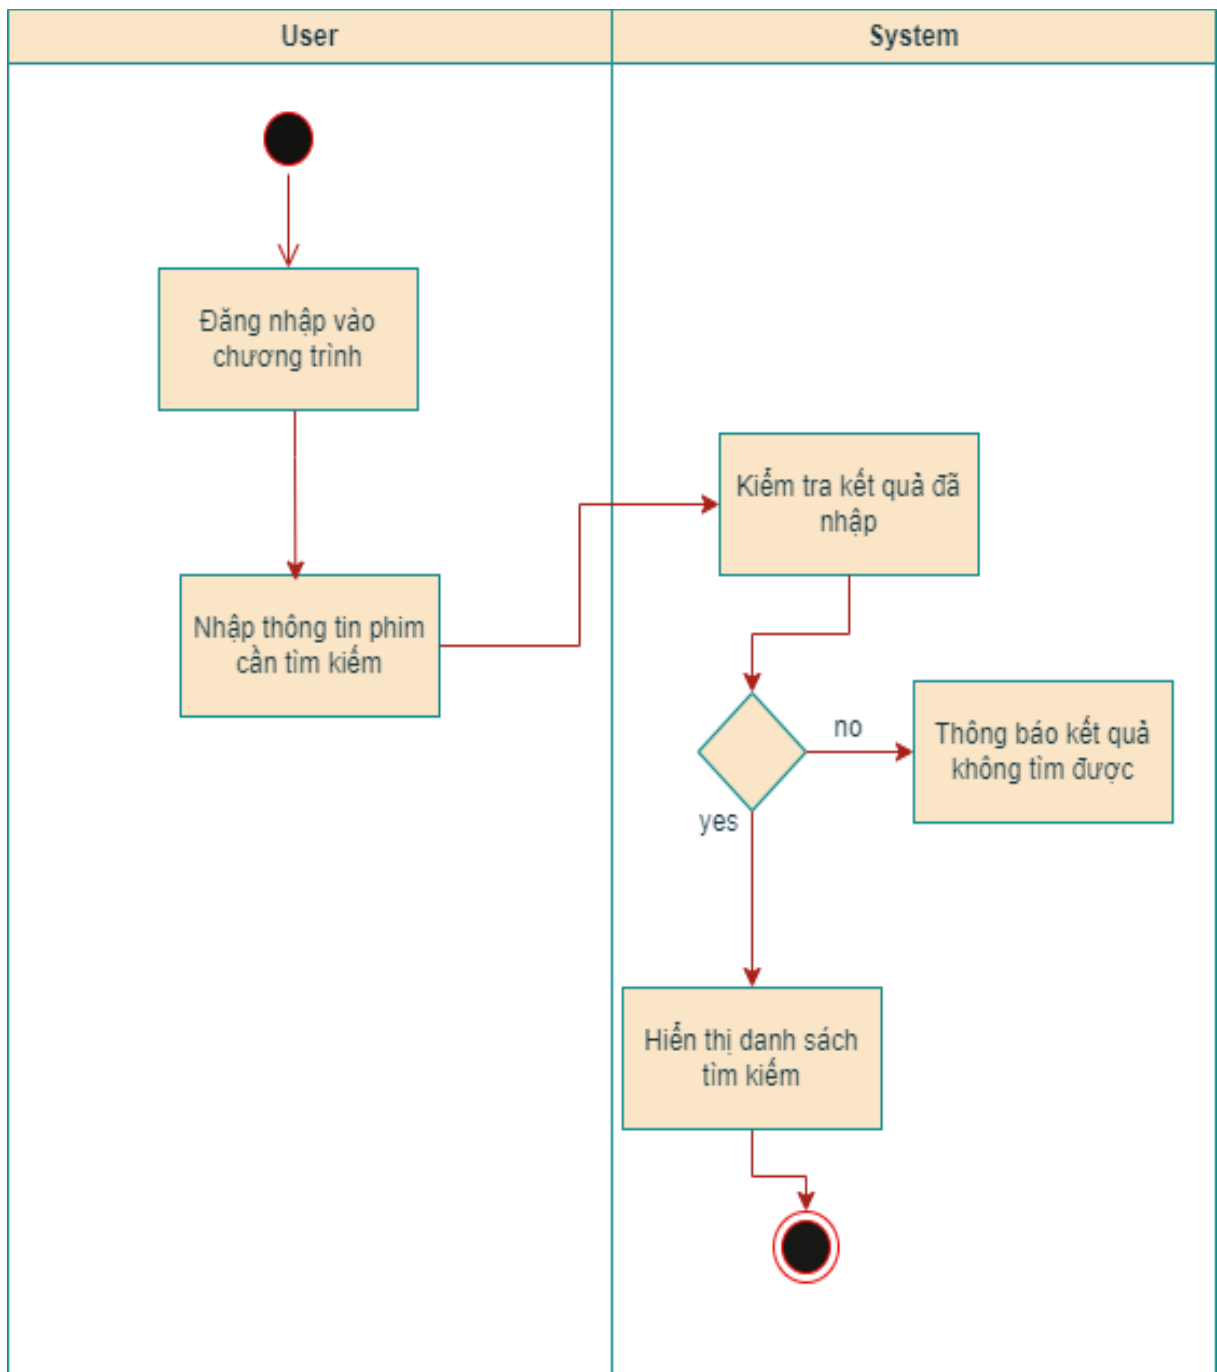 User
System
Đăng nhập vào
chương trình
Kiểm tra kết quả đã
nhập
Nhập thông tin phim
cần tìm kiếm
no
Thông báo kết quả
không tìm được
yes
Hiển thị danh sách
tìm kiếm